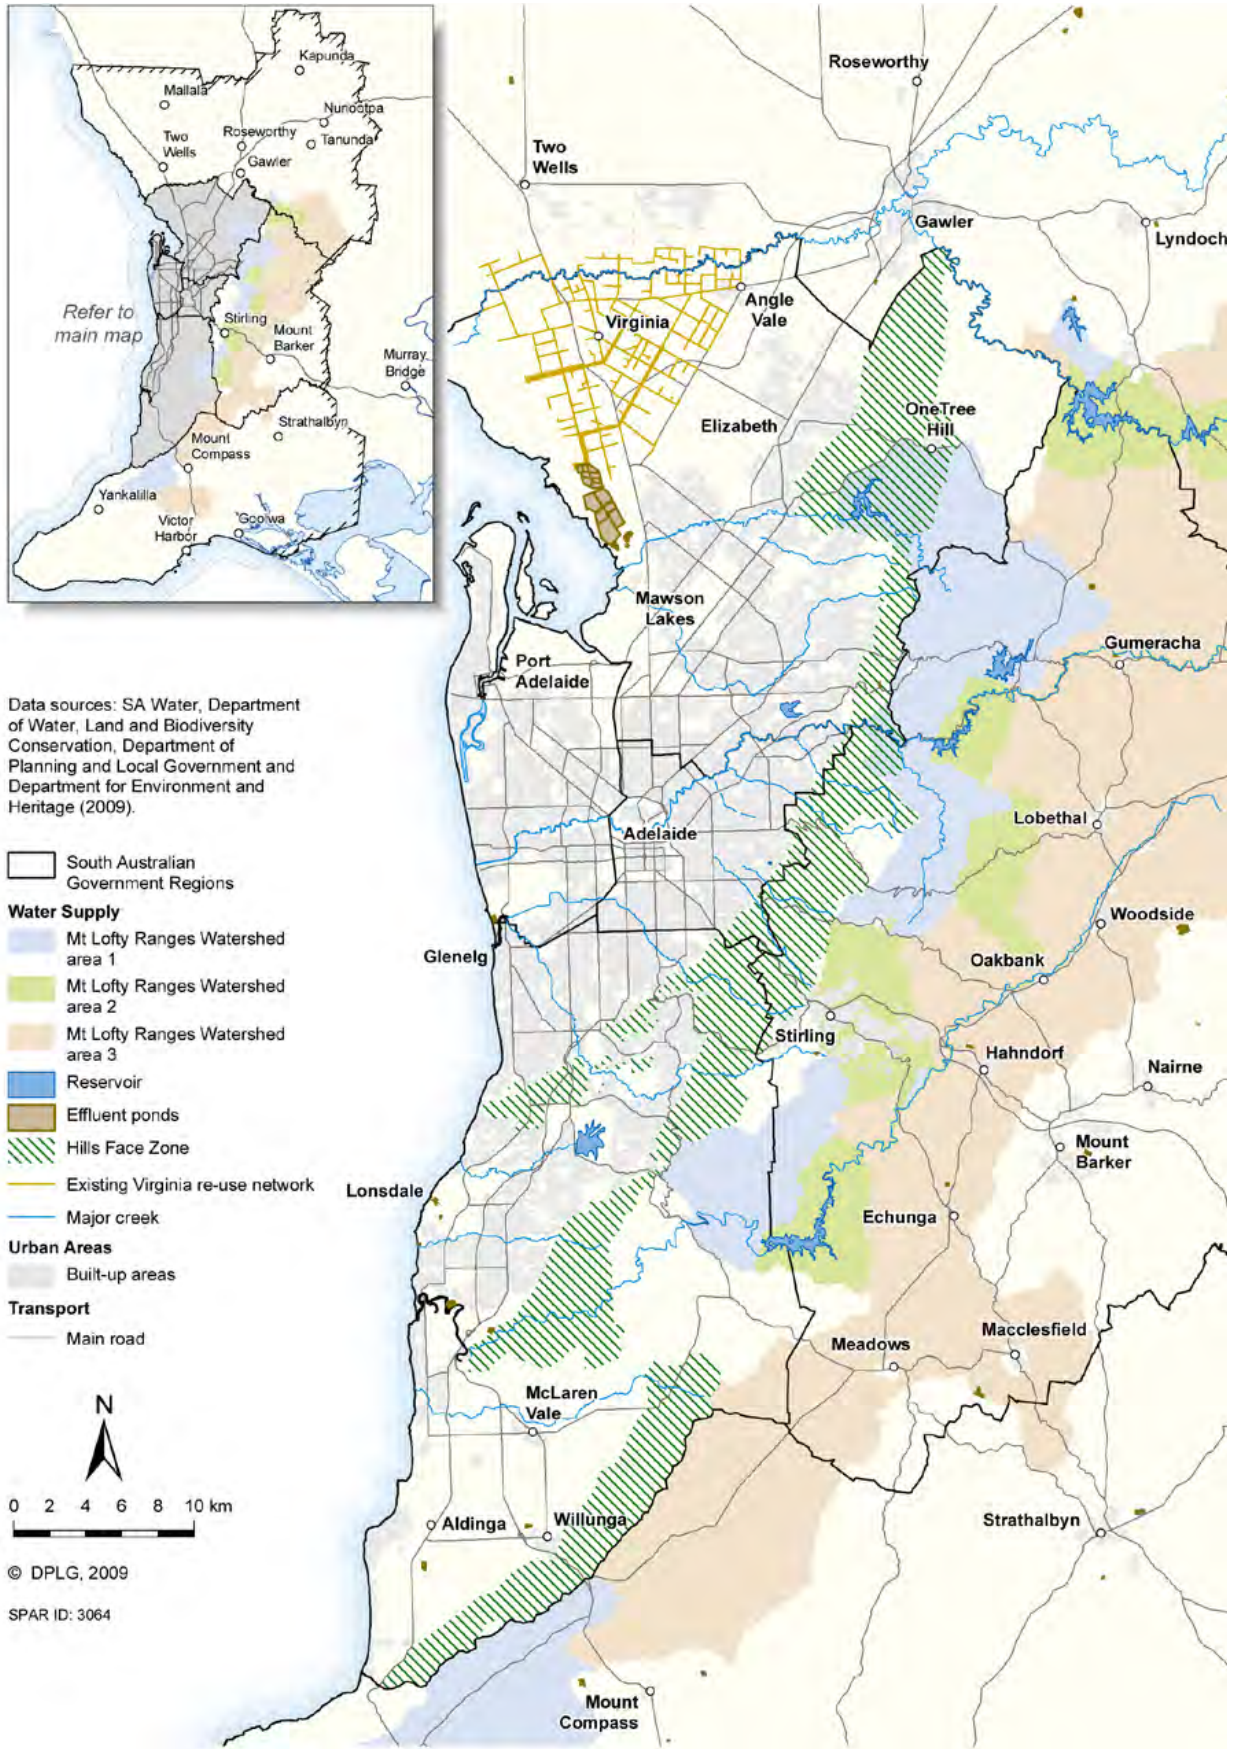 Kapunda
Mallala
Nuriootpa
Two
Wells
Roseworthy
Tanunda
Gawler
Refer to
main map
Stirling
Mount
Barker
Murray
Bridge
Strathalbyn
Mount
Compass
Yankalilla
Victor
Harbor
Goolwa
Roseworthy
Two
Wells
Gawler
Lyndoch
Angle
Vale
Virginia
OneTree
Hill
Elizabeth
Mawson
Lakes
Gumeracha
Port
Adelaide
Lobethal
Adelaide
Woodside
Glenelg
Oakbank
Stirling
Hahndorf
Nairne
Mount
Barker
Lonsdale
Echunga
Macclesfield
Meadows
McLaren
Vale
Aldinga
Willunga
Strathalbyn
Mount
Compass
Data sources: SA Water, Department
of Water, Land and Biodiversity
Conservation, Department of
Planning and Local Government and
Department for Environment and
Heritage (2009).
South Australian
Government Regions
Water Supply
Mt Lofty Ranges Watershed
area 1
Mt Lofty Ranges Watershed
area 2
Mt Lofty Ranges Watershed
area 3
Reservoir
Effluent ponds
Hills Face Zone
Existing Virginia re-use network
Major creek
Urban Areas
Built-up areas
Transport
Main road
N
0 2 4 6 8 10 km
© DPLG, 2009
SPAR ID: 3064